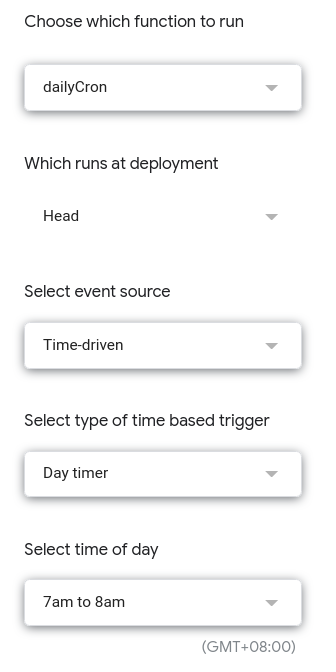 Choose which function to run
dailyCron
Which runs at deployment
Head
Select event source
Time-driven
Select type of time based trigger
Day timer
Select time of day
7am to 8am
(GMT+08:00)